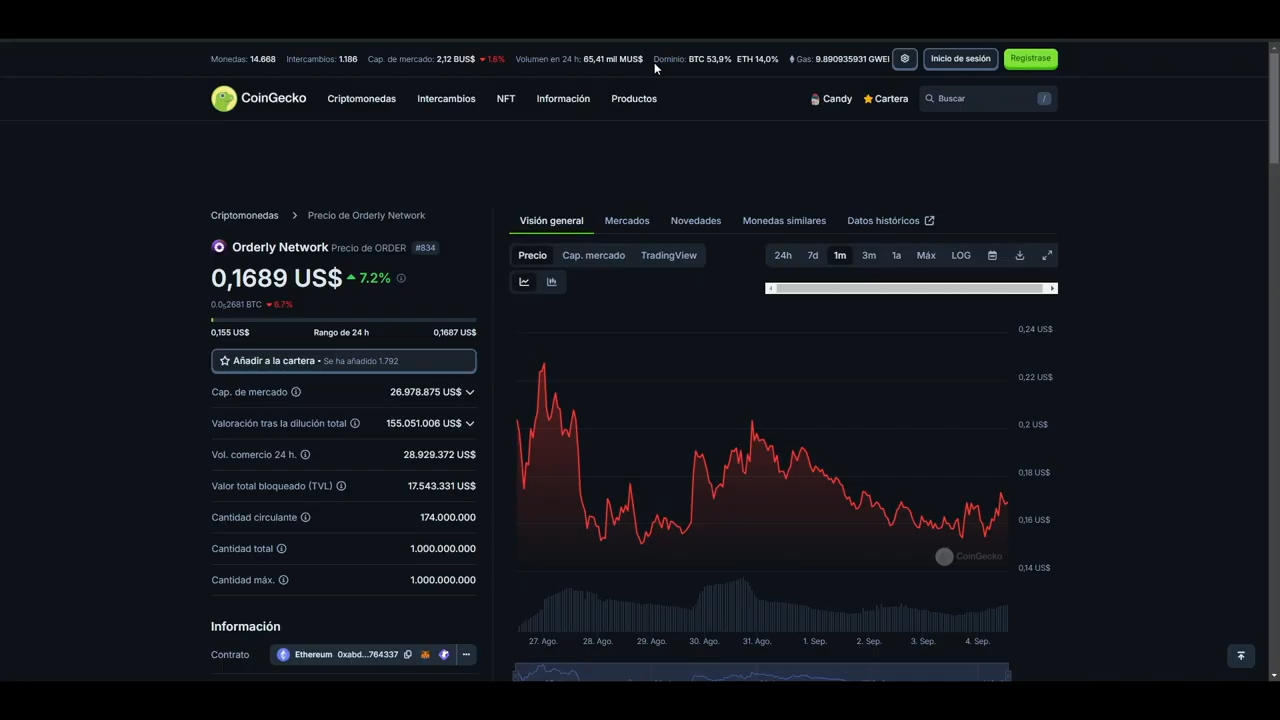 Monedas: 14.668 Intercambios: 1.186 Cap. de mercado: 2,12 BUS$ 1.6% Volumen en 24 h: 65,41 mil MUS$ Dominio: BTC 53,9% ETH 14,0% Gas: 9.890935931 GWEI Inicio de sesión Regístrase
CoinGecko Criptomonedas Intercambios NFT Información Productos Candy Cartera Buscar /
Criptomonedas > Precio de Orderly Network
Visión general Mercados Novedades Monedas similares Datos históricos
Orderly Network Precio de ORDER #834
Precio Cap. mercado TradingView 24h 7d 1m 3m 1a Máx LOG
0,1689 US$ 7.2%
0.0₅2681 BTC 6.7%
0,155 US$ Rango de 24 h 0,1687 US$
Añadir a la cartera • Se ha añadido 1.792
Cap. de mercado 26.978.875 US$
Valoración tras la dilución total 155.051.006 US$
Vol. comercio 24 h. 28.929.372 US$
Valor total bloqueado (TVL) 17.543.331 US$
Cantidad circulante 174.000.000
Cantidad total 1.000.000.000
Cantidad máx. 1.000.000.000
Información
Contrato Ethereum 0xabd...764337
0,24 US$
0,22 US$
0,2 US$
0,18 US$
0,16 US$
CoinGecko
0,14 US$
27. Ago. 28. Ago. 29. Ago. 30. Ago. 31. Ago. 1. Sep. 2. Sep. 3. Sep. 4. Sep.